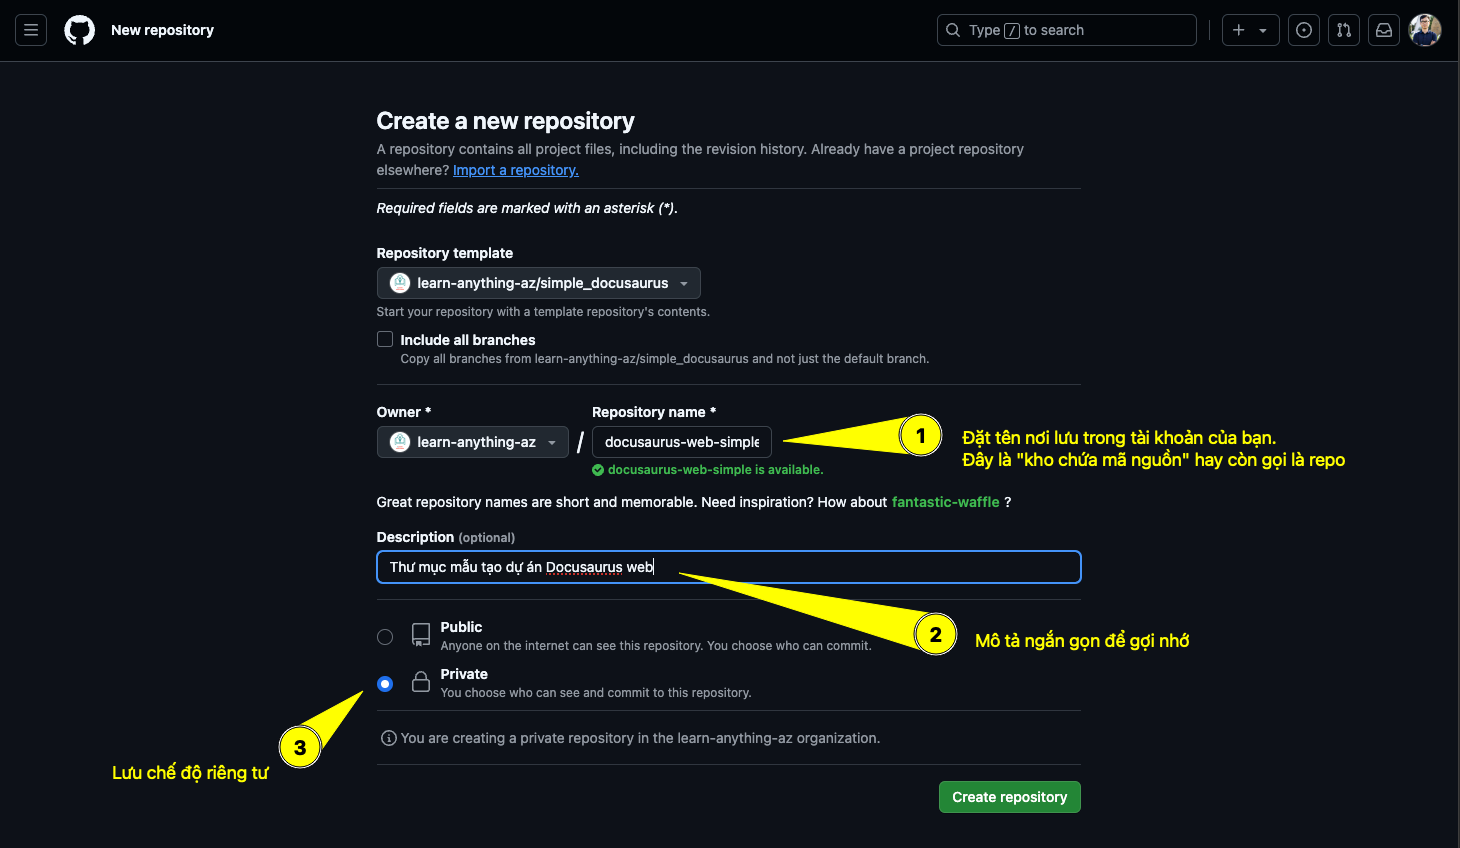 New repository
Type / to search
Create a new repository
A repository contains all project files, including the revision history. Already have a project repository
elsewhere? Import a repository.
Required fields are marked with an asterisk (*).
Repository template
learn-anything-az/simple_docusaurus
Start your repository with a template repository's contents.
Include all branches
Copy all branches from learn-anything-az/simple_docusaurus and not just the default branch.
Owner *
Repository name *
learn-anything-az
/
docusaurus-web-simple
1
Đặt tên nơi lưu trong tài khoản của bạn.
Đây là "kho chứa mã nguồn" hay còn gọi là repo
docusaurus-web-simple is available.
Great repository names are short and memorable. Need inspiration? How about fantastic-waffle ?
Description (optional)
Thư mục mẫu tạo dự án Docusaurus web
2
Mô tả ngắn gọn để gợi nhớ
Public
Anyone on the internet can see this repository. You choose who can commit.
Private
You choose who can see and commit to this repository.
3
Lưu chế độ riêng tư
You are creating a private repository in the learn-anything-az organization.
Create repository